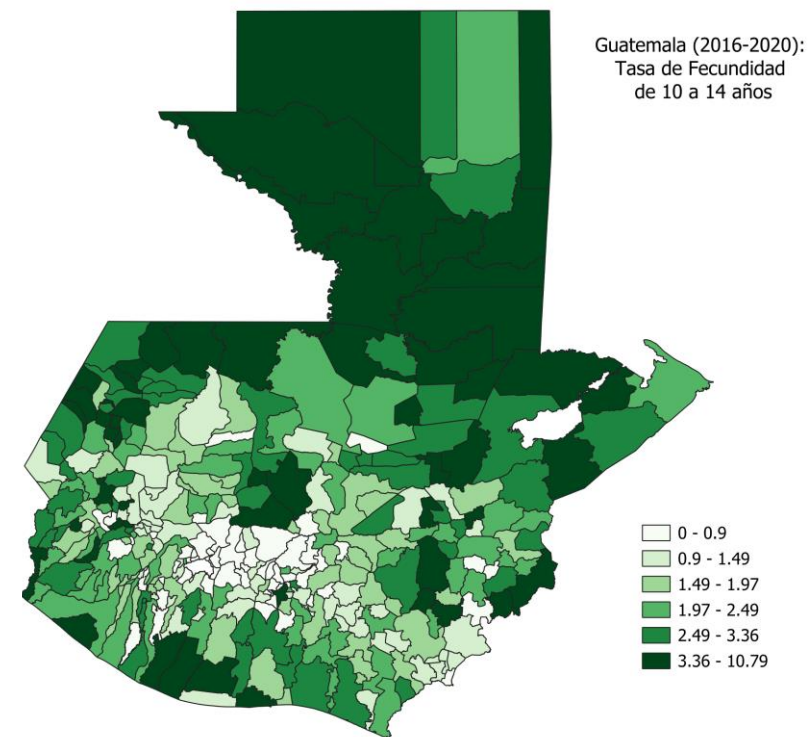 Guatemala (2016-2020):
Tasa de Fecundidad
de 10 a 14 años
0 - 0.9
0.9 - 1.49
1.49 - 1.97
1.97 - 2.49
2.49 - 3.36
3.36 - 10.79